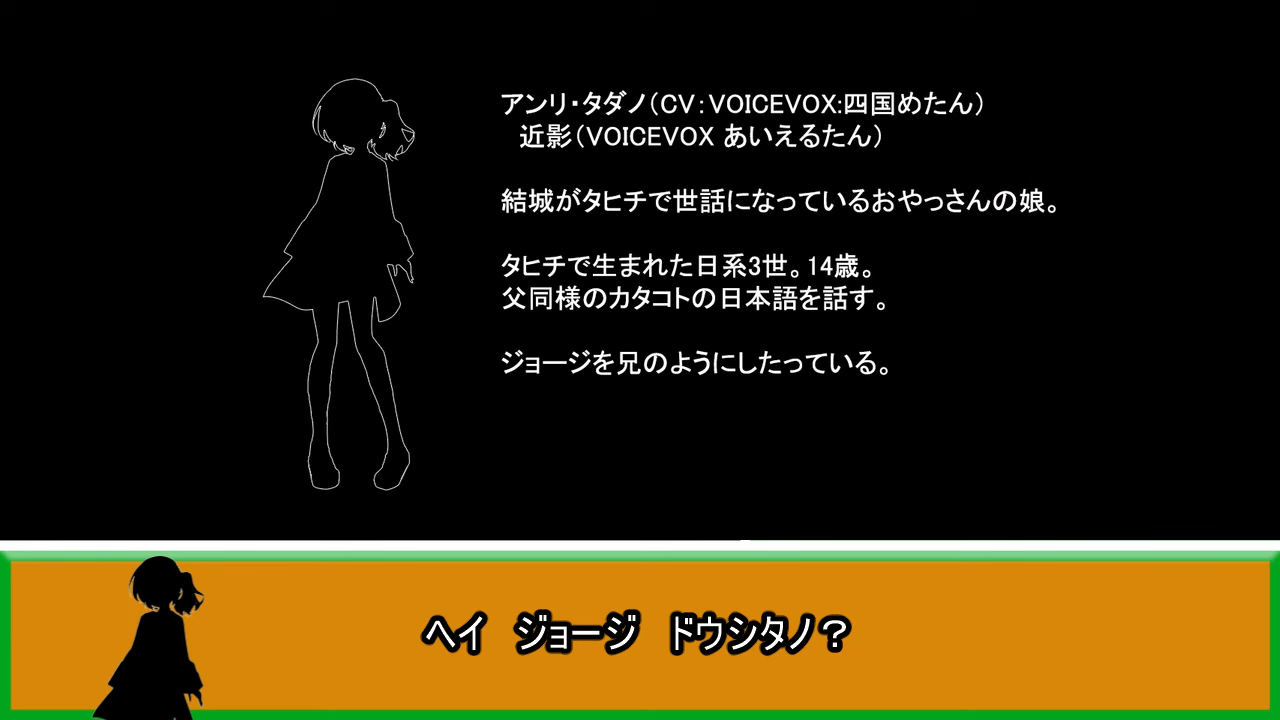 アンリ・タダノ（CV：VOICEVOX:四国めたん）
近影（VOICEVOX あいえるたん）
結城がタヒチで世話になっているおやっさんの娘。
タヒチで生まれた日系3世。14歳。
父同様のカタコトの日本語を話す。
ジョージを兄のようにしたっている。
ヘイ　ジョージ　ドウシタノ？